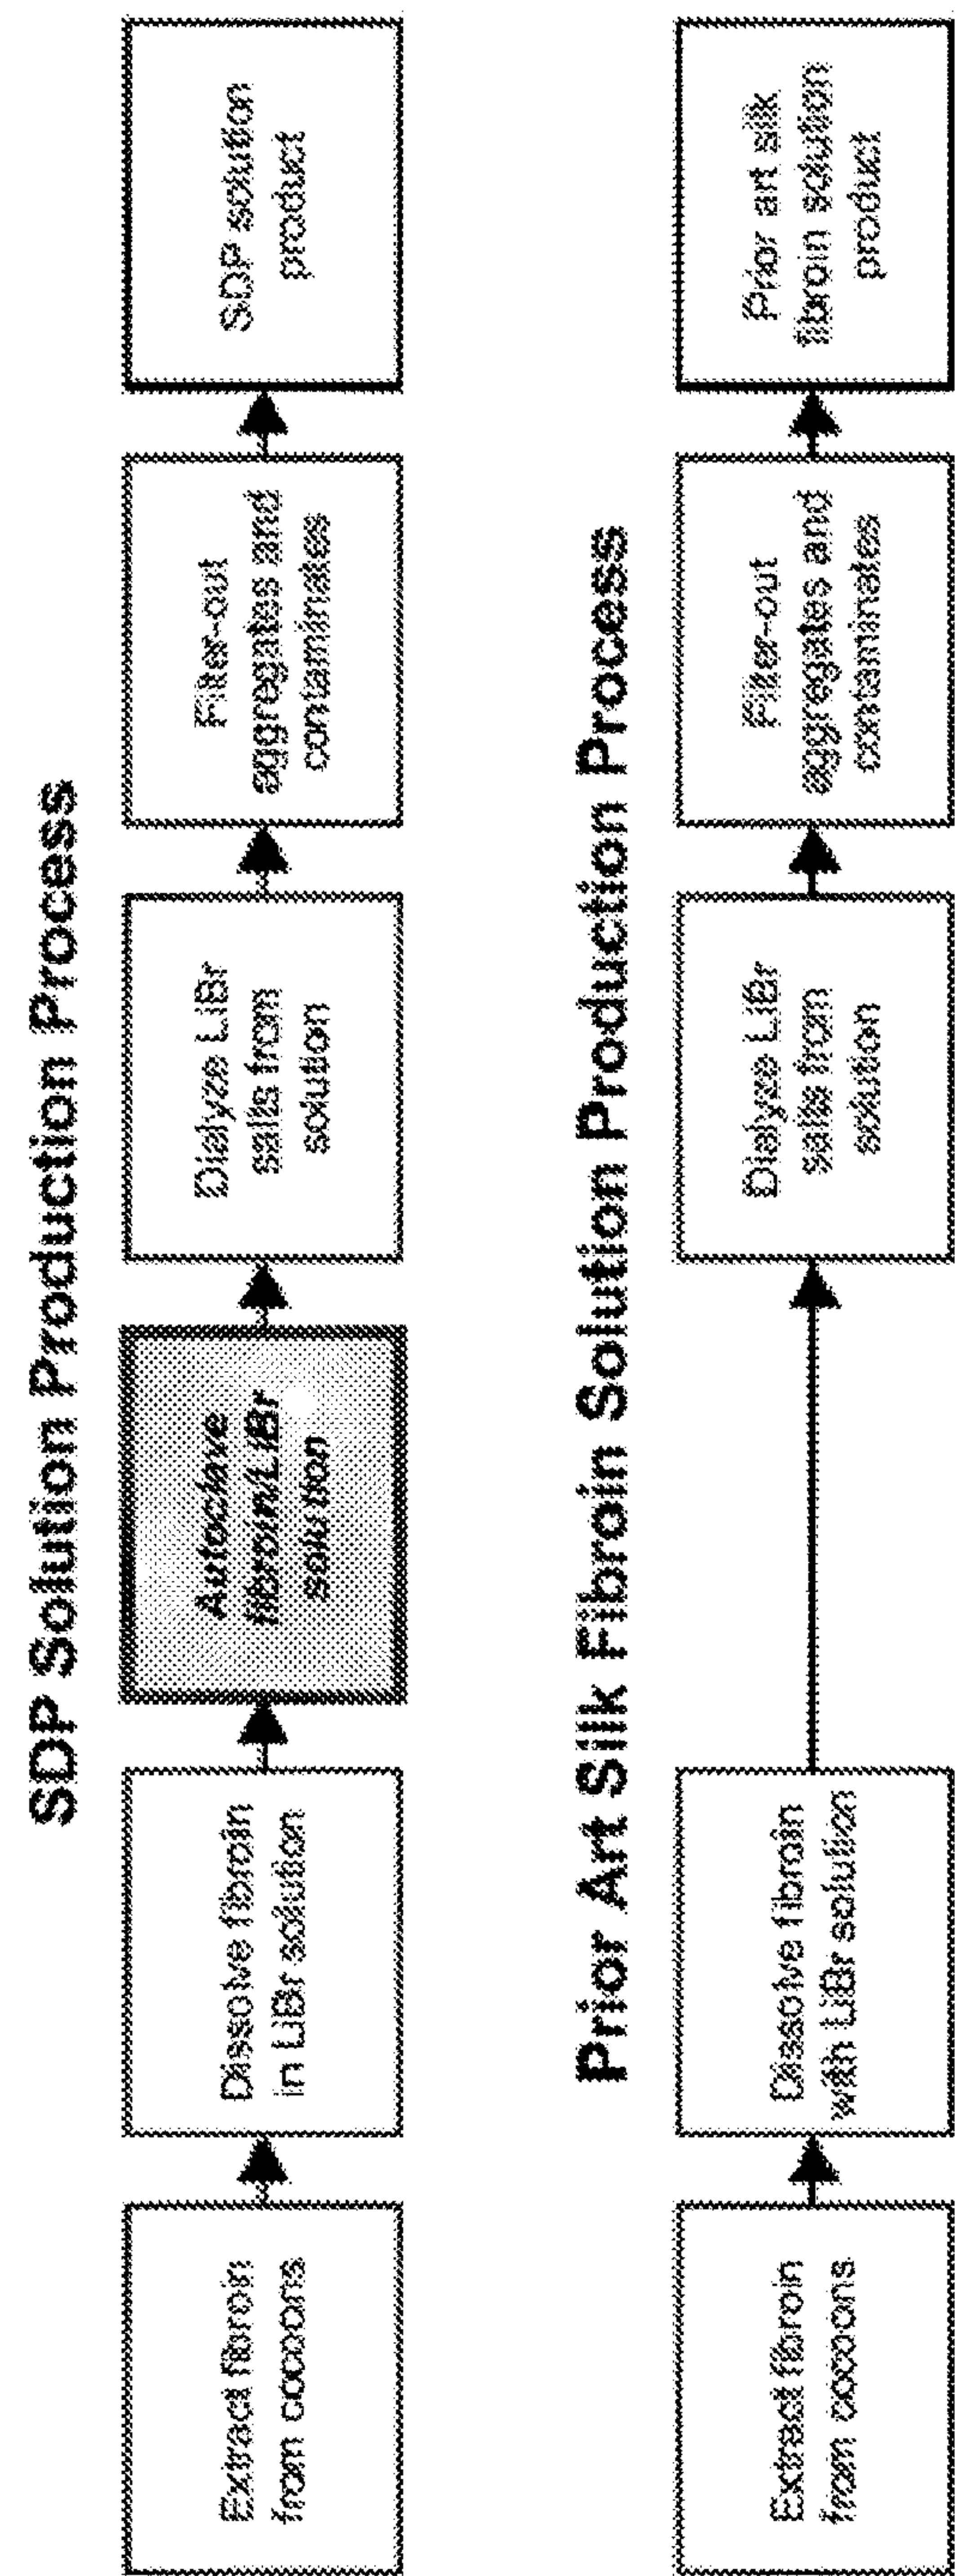 SDP Solution Production Process
Extract fibroin
from cocoons
Dissolve fibroin
in LiBr solution
Autoclave
fibroin/LiBr
solution
Dialyze LiBr
salts from
solution
Filter-out
aggregates and
contaminates
SDP solution
product
Prior Art Silk Fibroin Solution Production Process
Extract fibroin
from cocoons
Dissolve fibroin
with LiBr solution
Dialyze LiBr
salts from
solution
Filter-out
aggregates and
contaminates
Prior art silk
fibroin solution
product